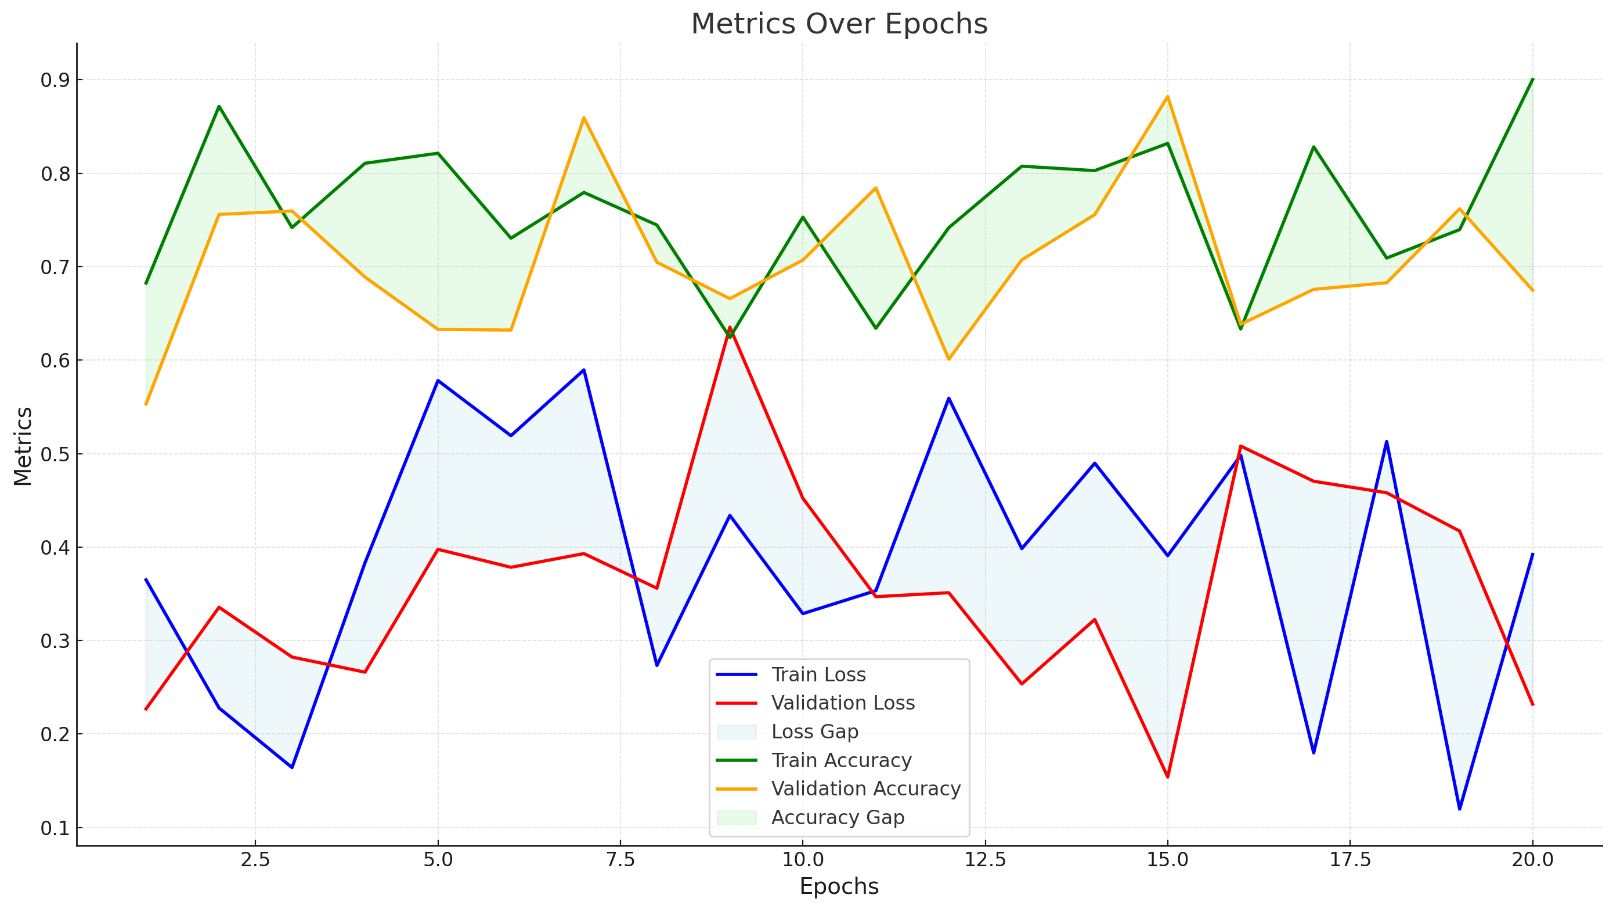 Metrics Over Epochs
0.9
0.8
0.7
0.6
0.5
0.4
0.3
0.2
0.1
Metrics
Train Loss
Validation Loss
Loss Gap
Train Accuracy
Validation Accuracy
Accuracy Gap
2.5 5.0 7.5 10.0 12.5 15.0 17.5 20.0
Epochs